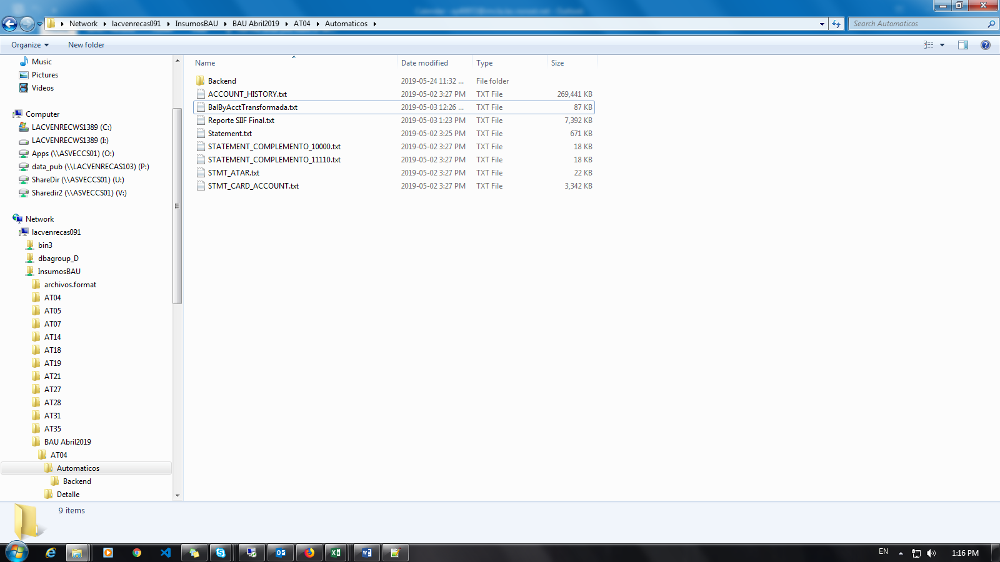 Network lacvenrecas091 InsumosBAU BAU Abril2019 AT04 Automaticos
Search Automaticos
Organize New folder
Name Date modified Type Size
Backend 2019-05-24 11:32 ... File folder
ACCOUNT_HISTORY.txt 2019-05-02 3:27 PM TXT File 269,441 KB
BalByAcctTransformada.txt 2019-05-03 12:26 ... TXT File 87 KB
Reporte SIIF Final.txt 2019-05-03 1:23 PM TXT File 7,392 KB
Statement.txt 2019-05-02 3:25 PM TXT File 671 KB
STATEMENT_COMPLEMENTO_10000.txt 2019-05-02 3:27 PM TXT File 18 KB
STATEMENT_COMPLEMENTO_11110.txt 2019-05-02 3:27 PM TXT File 18 KB
STMT_ATAR.txt 2019-05-02 3:27 PM TXT File 22 KB
STMT_CARD_ACCOUNT.txt 2019-05-02 3:27 PM TXT File 3,342 KB
Music
Pictures
Videos
Computer
LACVENRECWS1389 (C:)
LACVENRECWS1389 (I:)
Apps (\\ASVECCS01) (O:)
data_pub (\\LACVENRECAS103) (P:)
ShareDir (\\ASVECCS01) (U:)
Sharedir2 (\\ASVECCS01) (V:)
Network
lacvenrecas091
bin3
dbagroup_D
InsumosBAU
archivos.format
AT04
AT05
AT07
AT14
AT18
AT19
AT21
AT27
AT28
AT31
AT35
BAU Abril2019
AT04
Automaticos
Backend
Detalle
9 items
EN
1:16 PM